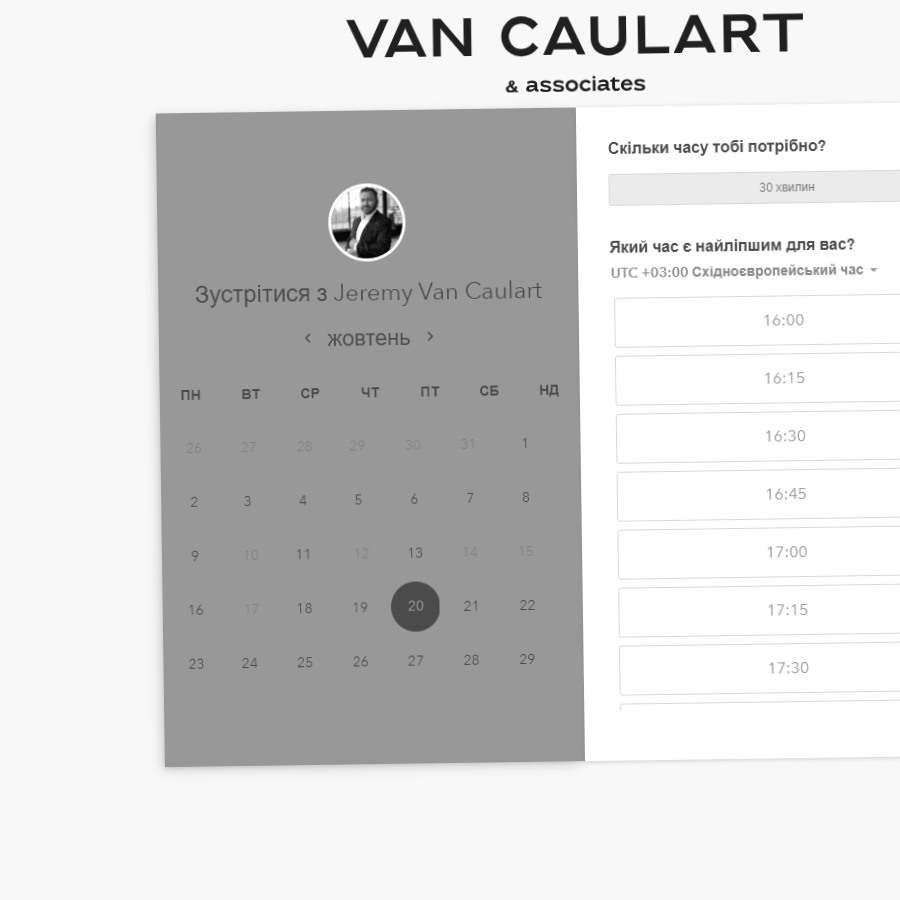 VAN CAULART
& associates
Зустрітися з Jeremy Van Caulart
жовтень
ПН ВТ СР ЧТ ПТ СБ НД
26 27 28 29 30 31 1
2 3 4 5 6 7 8
9 10 11 12 13 14 15
16 17 18 19 20 21 22
23 24 25 26 27 28 29
Скільки часу тобі потрібно?
30 хвилин
Який час є найліпшим для вас?
UTC +03:00 Східноєвропейський час
16:00
16:15
16:30
16:45
17:00
17:15
17:30